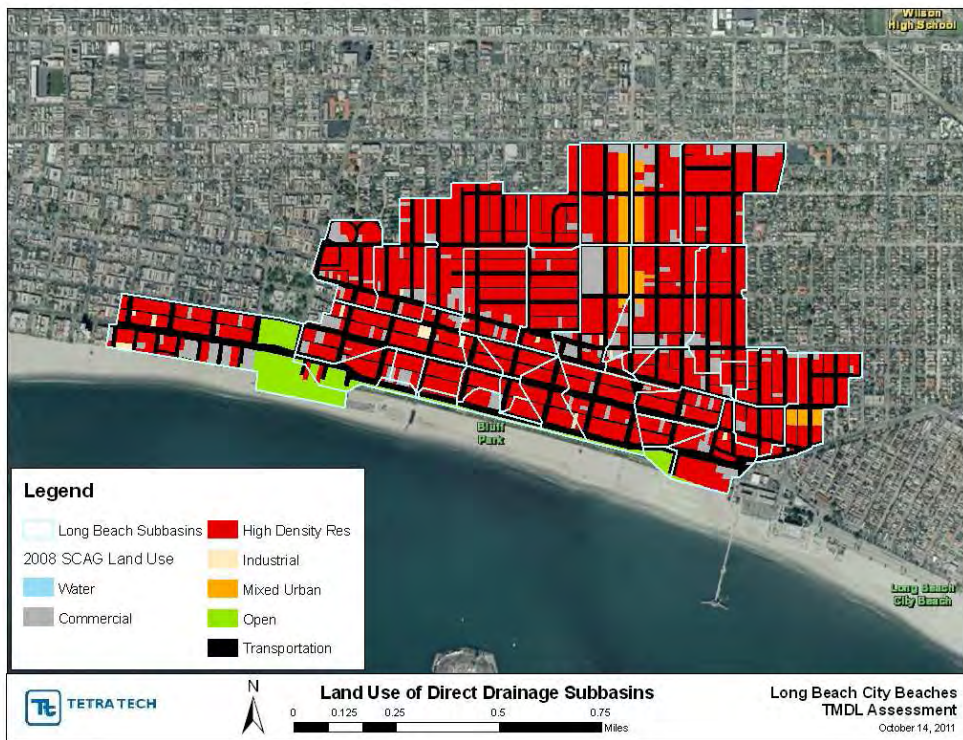 Wilson
High School
Bluff
Park
Long Beach
City Beach
Legend
Long Beach Subbasins
2008 SCAG Land Use
Water
Commercial
High Density Res
Industrial
Mixed Urban
Open
Transportation
Tt
TETRA TECH
N
Land Use of Direct Drainage Subbasins
0 0.125 0.25 0.5 0.75
Miles
Long Beach City Beaches
TMDL Assessment
October 14, 2011